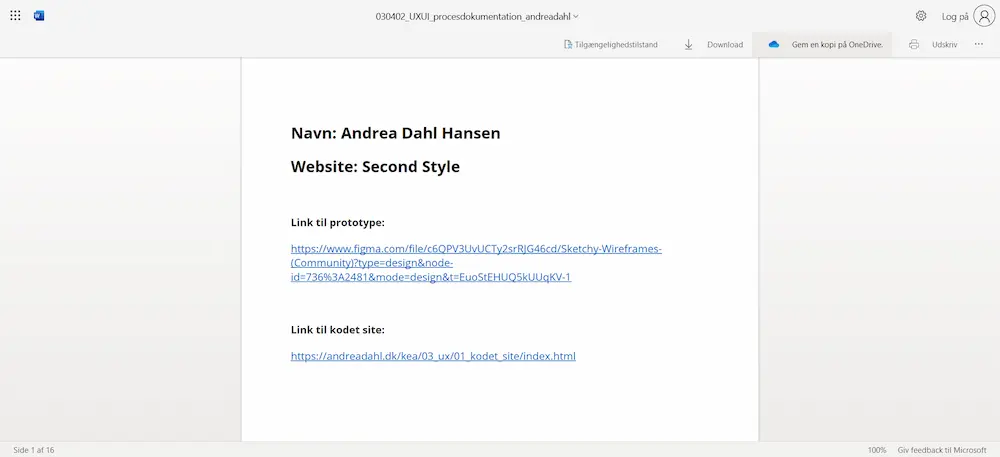 030402_UXUI_procesdokumentation_andreadahl
Log på
Tilgængelighedstilstand
Download
Gem en kopi på OneDrive.
Udskriv
Navn: Andrea Dahl Hansen
Website: Second Style
Link til prototype:
https://www.figma.com/file/c6QPV3UvUCTy2srRJG46cd/Sketchy-Wireframes-
(Community)?type=design&node-
id=736%3A2481&mode=design&t=EuoStEHUQ5kUUqKV-1
Link til kodet site:
https://andreadahl.dk/kea/03_ux/01_kodet_site/index.html
Side 1 af 16
100%
Giv feedback til Microsoft